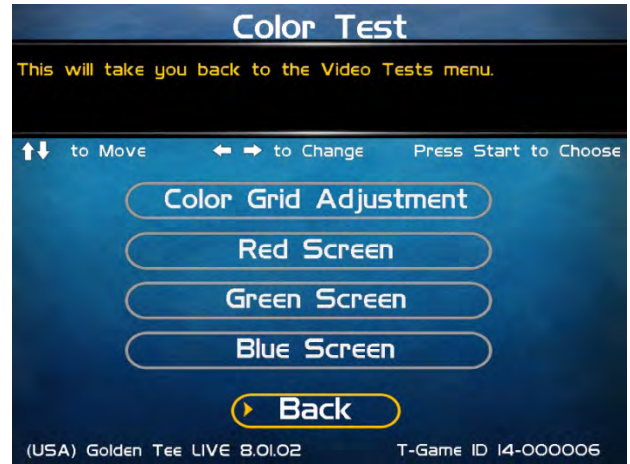 Color Test
This will take you back to the Video Tests menu.
to Move to Change Press Start to Choose
Color Grid Adjustment
Red Screen
Green Screen
Blue Screen
Back
(USA) Golden Tee LIVE 8.01.02 T-Game ID 14-000006